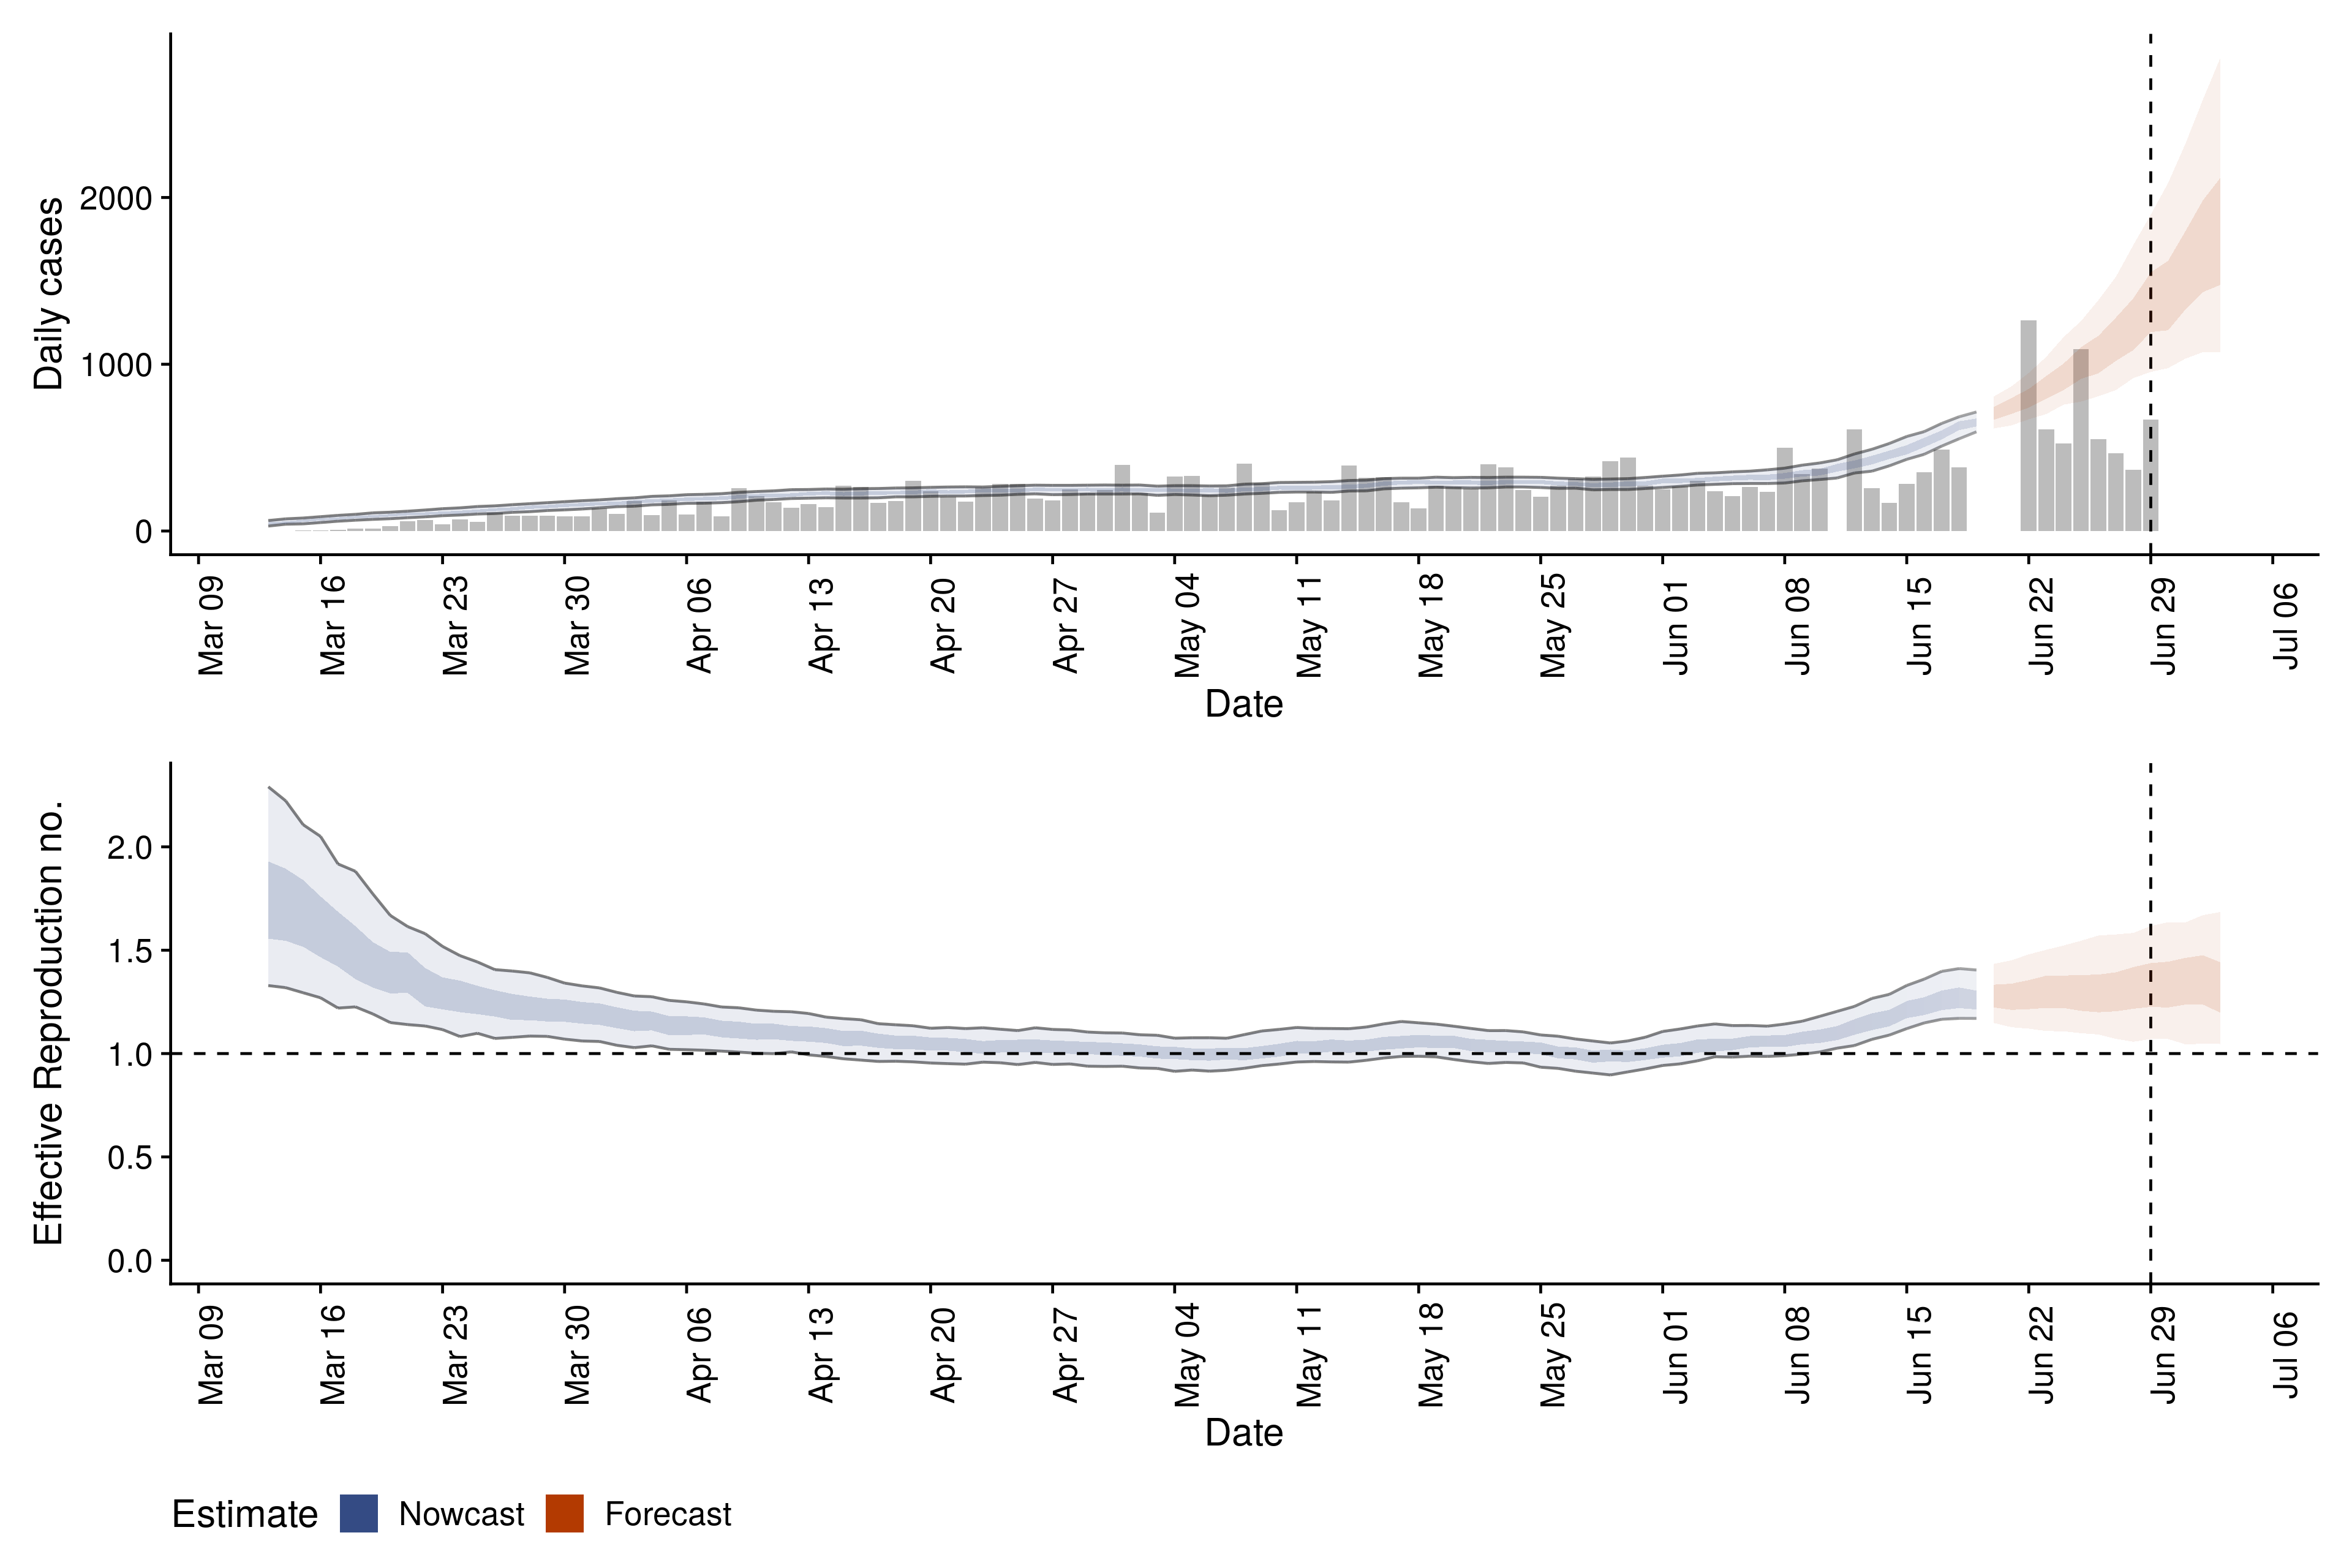 Daily cases
2000
1000
0
Mar 09 Mar 16 Mar 23 Mar 30 Apr 06 Apr 13 Apr 20 Apr 27 May 04 May 11 May 18 May 25 Jun 01 Jun 08 Jun 15 Jun 22 Jun 29 Jul 06
Date
Effective Reproduction no.
2.0
1.5
1.0
0.5
0.0
Mar 09 Mar 16 Mar 23 Mar 30 Apr 06 Apr 13 Apr 20 Apr 27 May 04 May 11 May 18 May 25 Jun 01 Jun 08 Jun 15 Jun 22 Jun 29 Jul 06
Date
Estimate Nowcast Forecast